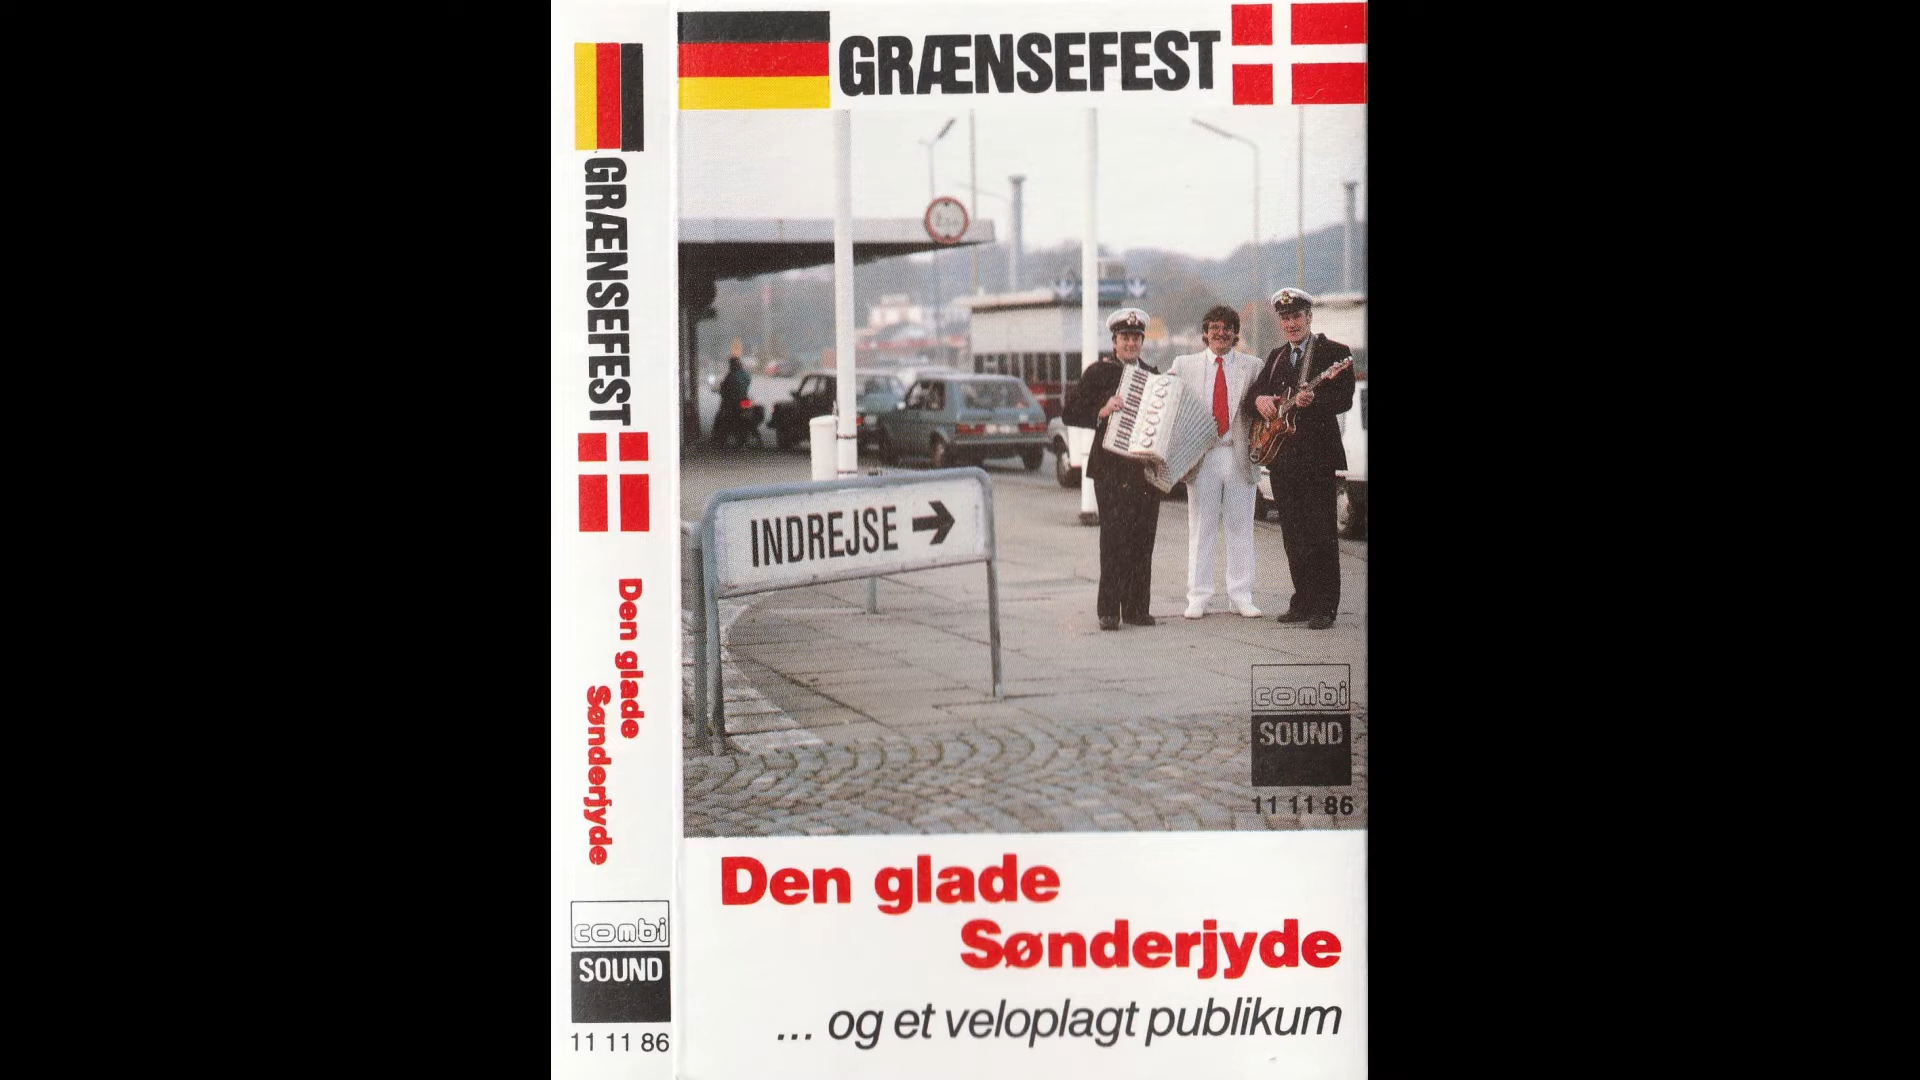 GRÆNSEFEST
Den glade
Sønderjyde
combi
SOUND
11 11 86
GRÆNSEFEST
INDREJSE →
combi
SOUND
11 11 86
Den glade
Sønderjyde
... og et veloplagt publikum